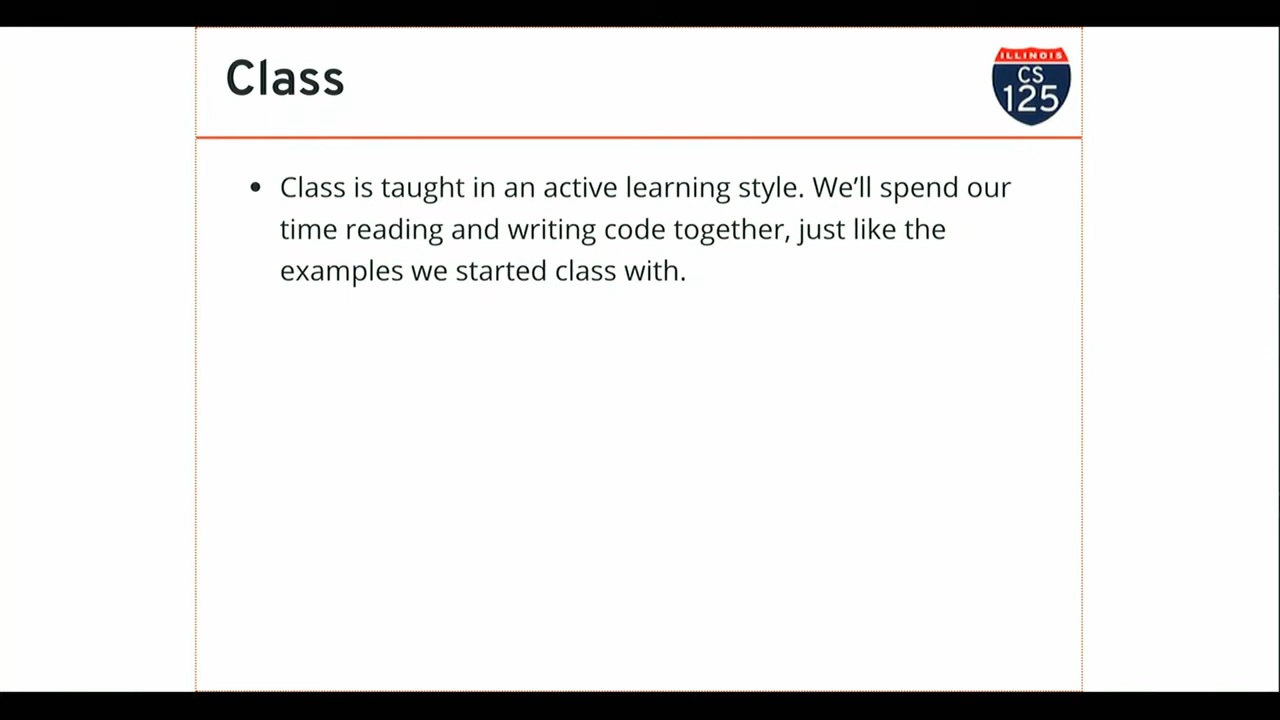 Class
ILLINOIS
CS
125
• Class is taught in an active learning style. We’ll spend our
time reading and writing code together, just like the
examples we started class with.